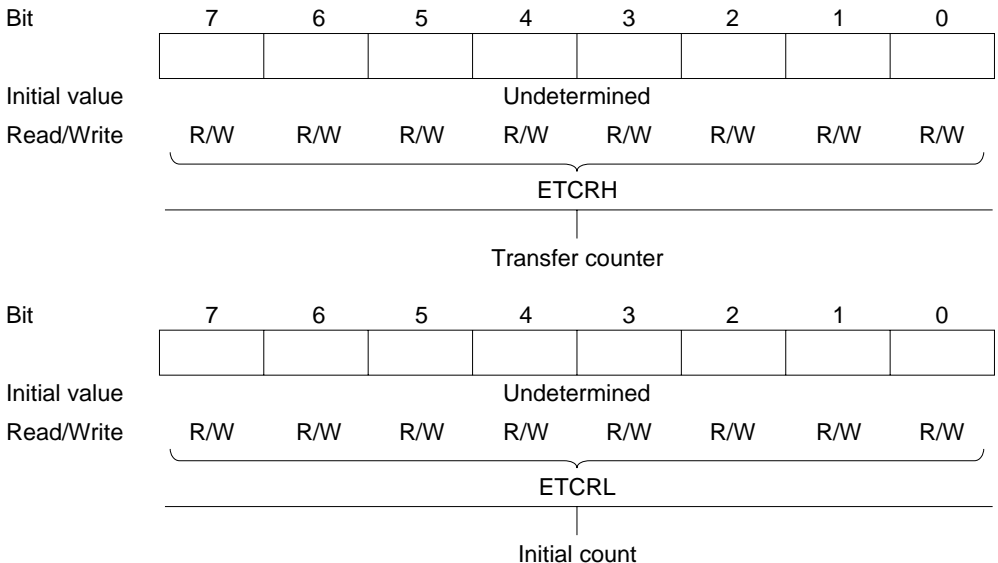 Bit 7 6 5 4 3 2 1 0
Initial value Undetermined
Read/Write R/W R/W R/W R/W R/W R/W R/W R/W
ETCRH
Transfer counter
Bit 7 6 5 4 3 2 1 0
Initial value Undetermined
Read/Write R/W R/W R/W R/W R/W R/W R/W R/W
ETCRL
Initial count